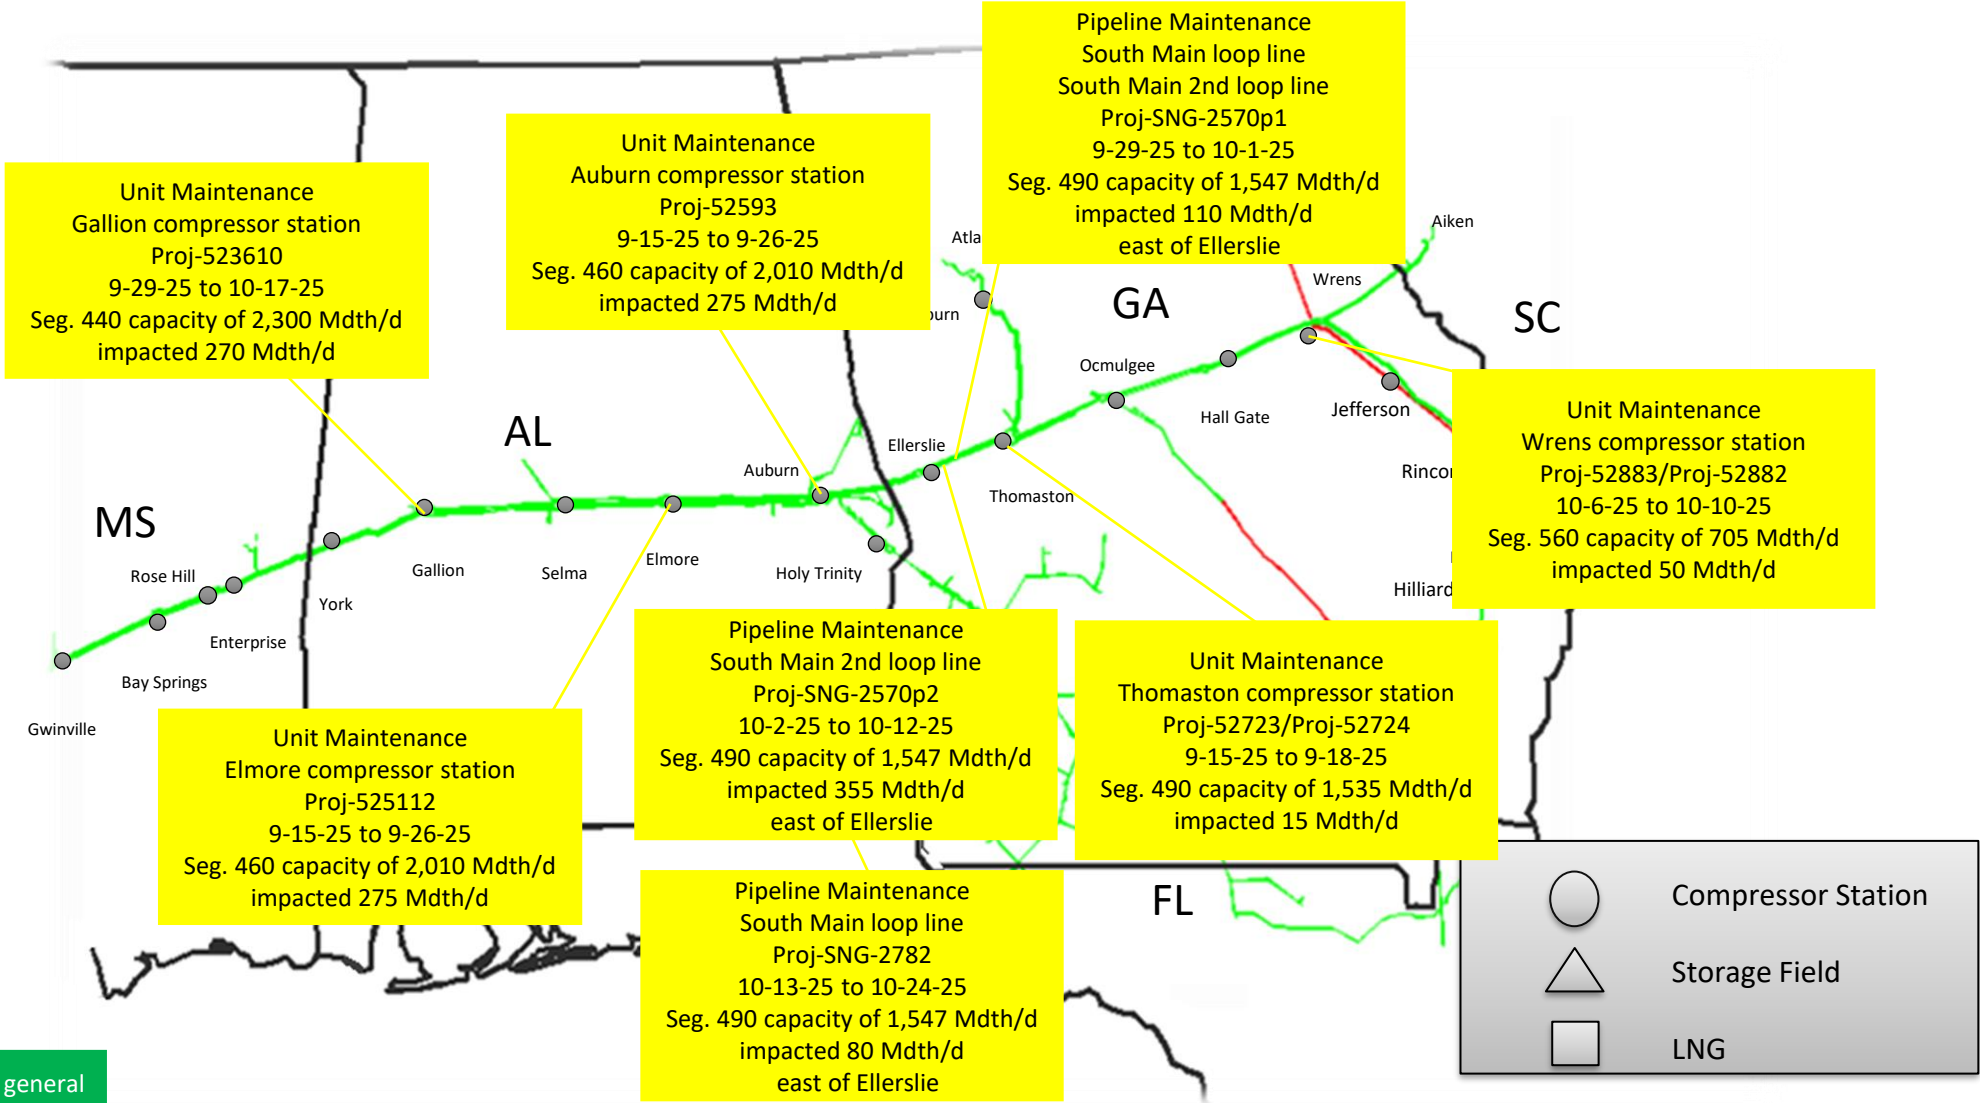 Pipeline Maintenance
South Main loop line
South Main 2nd loop line
Proj-SNG-2570p1
9-29-25 to 10-1-25
Seg. 490 capacity of 1,547 Mdth/d
impacted 110 Mdth/d
east of Ellerslie
Unit Maintenance
Auburn compressor station
Proj-52593
9-15-25 to 9-26-25
Seg. 460 capacity of 2,010 Mdth/d
impacted 275 Mdth/d
Unit Maintenance
Gallion compressor station
Proj-523610
9-29-25 to 10-17-25
Seg. 440 capacity of 2,300 Mdth/d
impacted 270 Mdth/d
Aiken
Wrens
GA
SC
Ocmulgee
Hall Gate
Jefferson
AL
Ellerslie
Auburn
Thomaston
MS
Rose Hill
Gallion
Selma
Elmore
Holy Trinity
York
Enterprise
Bay Springs
Gwinville
Unit Maintenance
Wrens compressor station
Proj-52883/Proj-52882
10-6-25 to 10-10-25
Seg. 560 capacity of 705 Mdth/d
impacted 50 Mdth/d
Hilliard
Pipeline Maintenance
South Main 2nd loop line
Proj-SNG-2570p2
10-2-25 to 10-12-25
Seg. 490 capacity of 1,547 Mdth/d
impacted 355 Mdth/d
east of Ellerslie
Unit Maintenance
Thomaston compressor station
Proj-52723/Proj-52724
9-15-25 to 9-18-25
Seg. 490 capacity of 1,535 Mdth/d
impacted 15 Mdth/d
Unit Maintenance
Elmore compressor station
Proj-525112
9-15-25 to 9-26-25
Seg. 460 capacity of 2,010 Mdth/d
impacted 275 Mdth/d
Pipeline Maintenance
South Main loop line
Proj-SNG-2782
10-13-25 to 10-24-25
Seg. 490 capacity of 1,547 Mdth/d
impacted 80 Mdth/d
east of Ellerslie
FL
Compressor Station
Storage Field
LNG
general